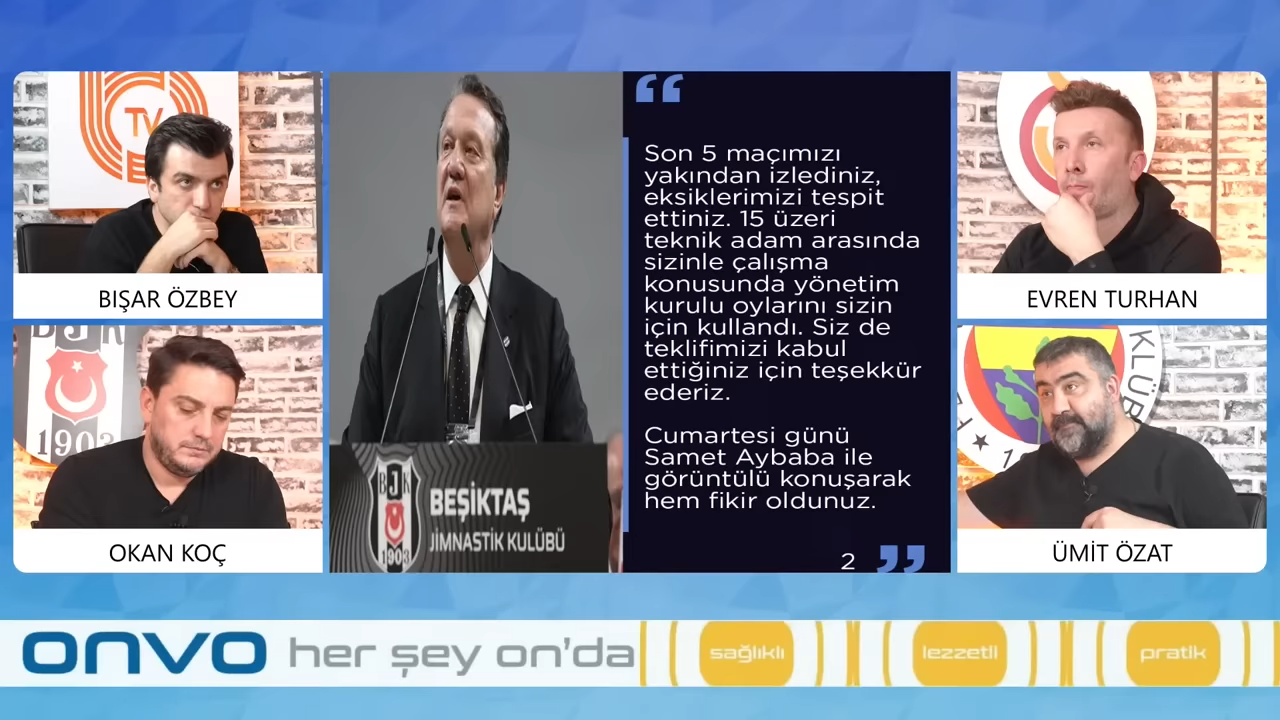 TV
BIŞAR ÖZBEY
BJK
1903
OKAN KOÇ
BJK
1903
BEŞİKTAŞ
JİMNASTİK KULÜBÜ
“
Son 5 maçımızı
yakından izlediniz,
eksiklerimizi tespit
ettiniz. 15 üzeri
teknik adam arasında
sizinle çalışma
konusunda yönetim
kurulu oylarını sizin
için kullandı. Siz de
teklifimizi kabul
ettiğiniz için teşekkür
ederiz.
Cumartesi günü
Samet Aybaba ile
görüntülü konuşarak
hem fikir oldunuz.
2 ”
EVREN TURHAN
KLÜB
ÜMİT ÖZAT
onvo her şey on'da
sağlıklı
lezzetli
pratik